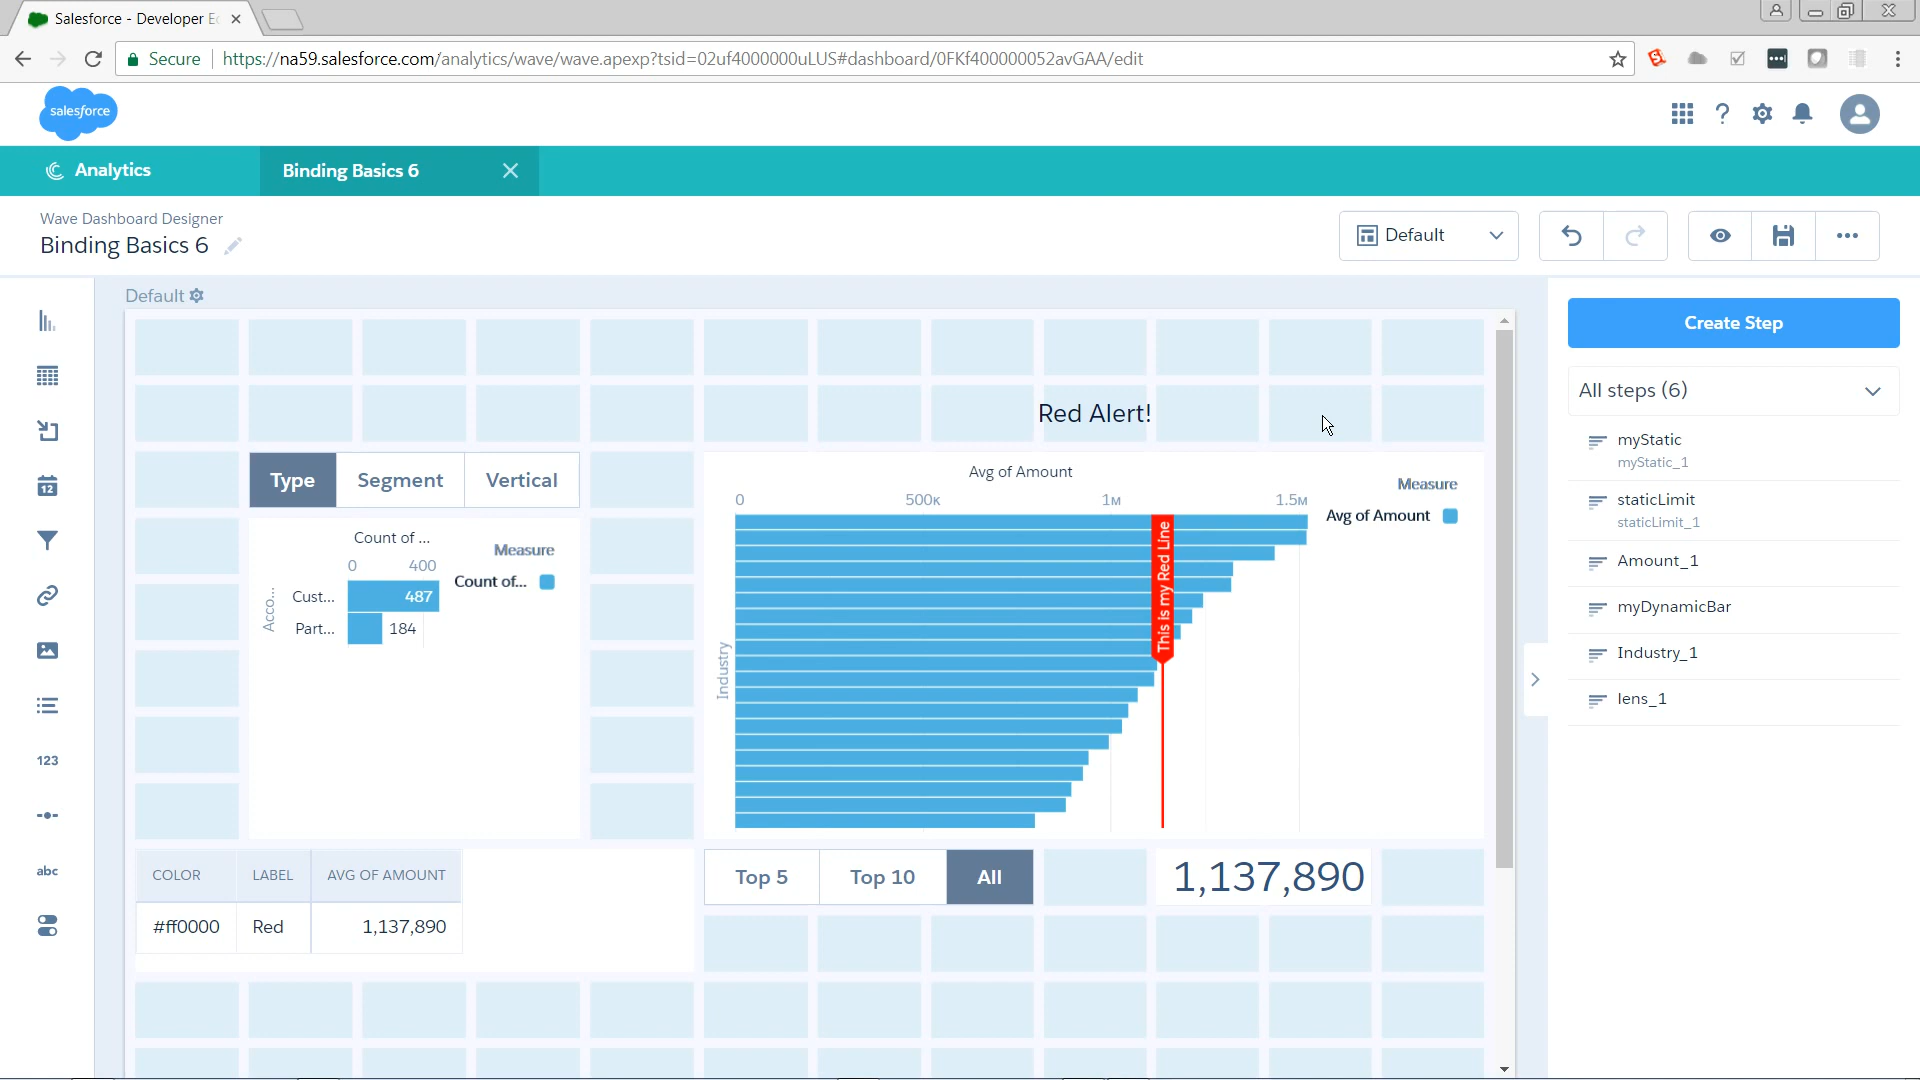 Salesforce - Developer E
Secure
https://na59.salesforce.com/analytics/wave/wave.apexp?tsid=02uf4000000uLUS#dashboard/0FKf400000052avGAA/edit
salesforce
?
Analytics
Binding Basics 6
Wave Dashboard Designer
Binding Basics 6
Default
Default
Create Step
All steps (6)
myStatic
myStatic_1
staticLimit
staticLimit_1
Amount_1
myDynamicBar
Industry_1
lens_1
12
123
abc
Red Alert!
Type
Segment
Vertical
Count of ...
0
400
Measure
Count of...
Acco...
Cust...
487
Part...
184
Avg of Amount
0
500K
1M
1.5M
Measure
Avg of Amount
This is my Red Line
Industry
COLOR
LABEL
AVG OF AMOUNT
#ff0000
Red
1,137,890
Top 5
Top 10
All
1,137,890